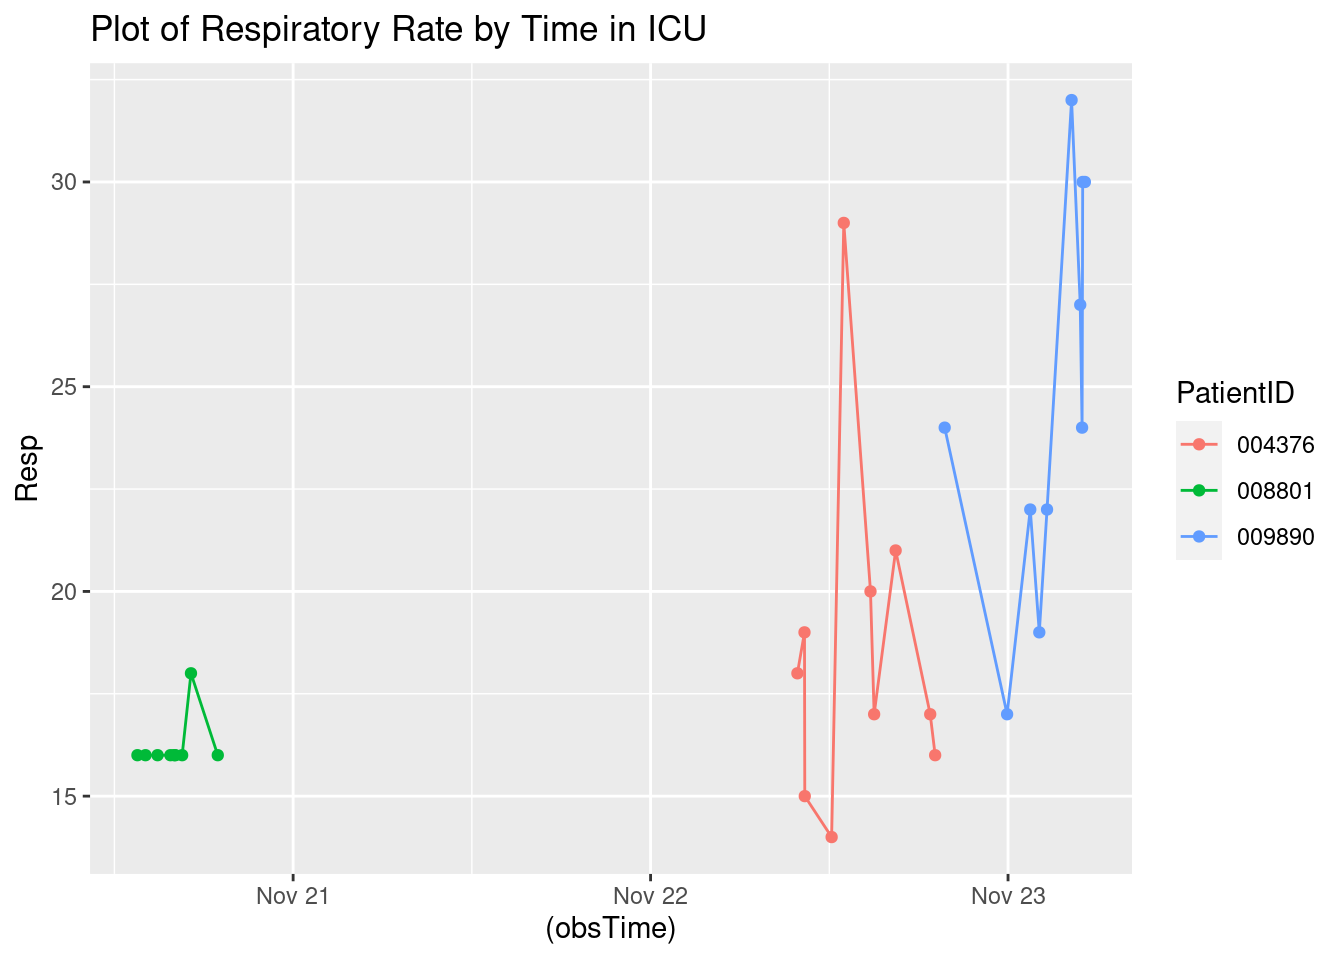 Plot of Respiratory Rate by Time in ICU
30
25
20
15
Resp
Nov 21
Nov 22
Nov 23
(obsTime)
PatientID
004376
008801
009890